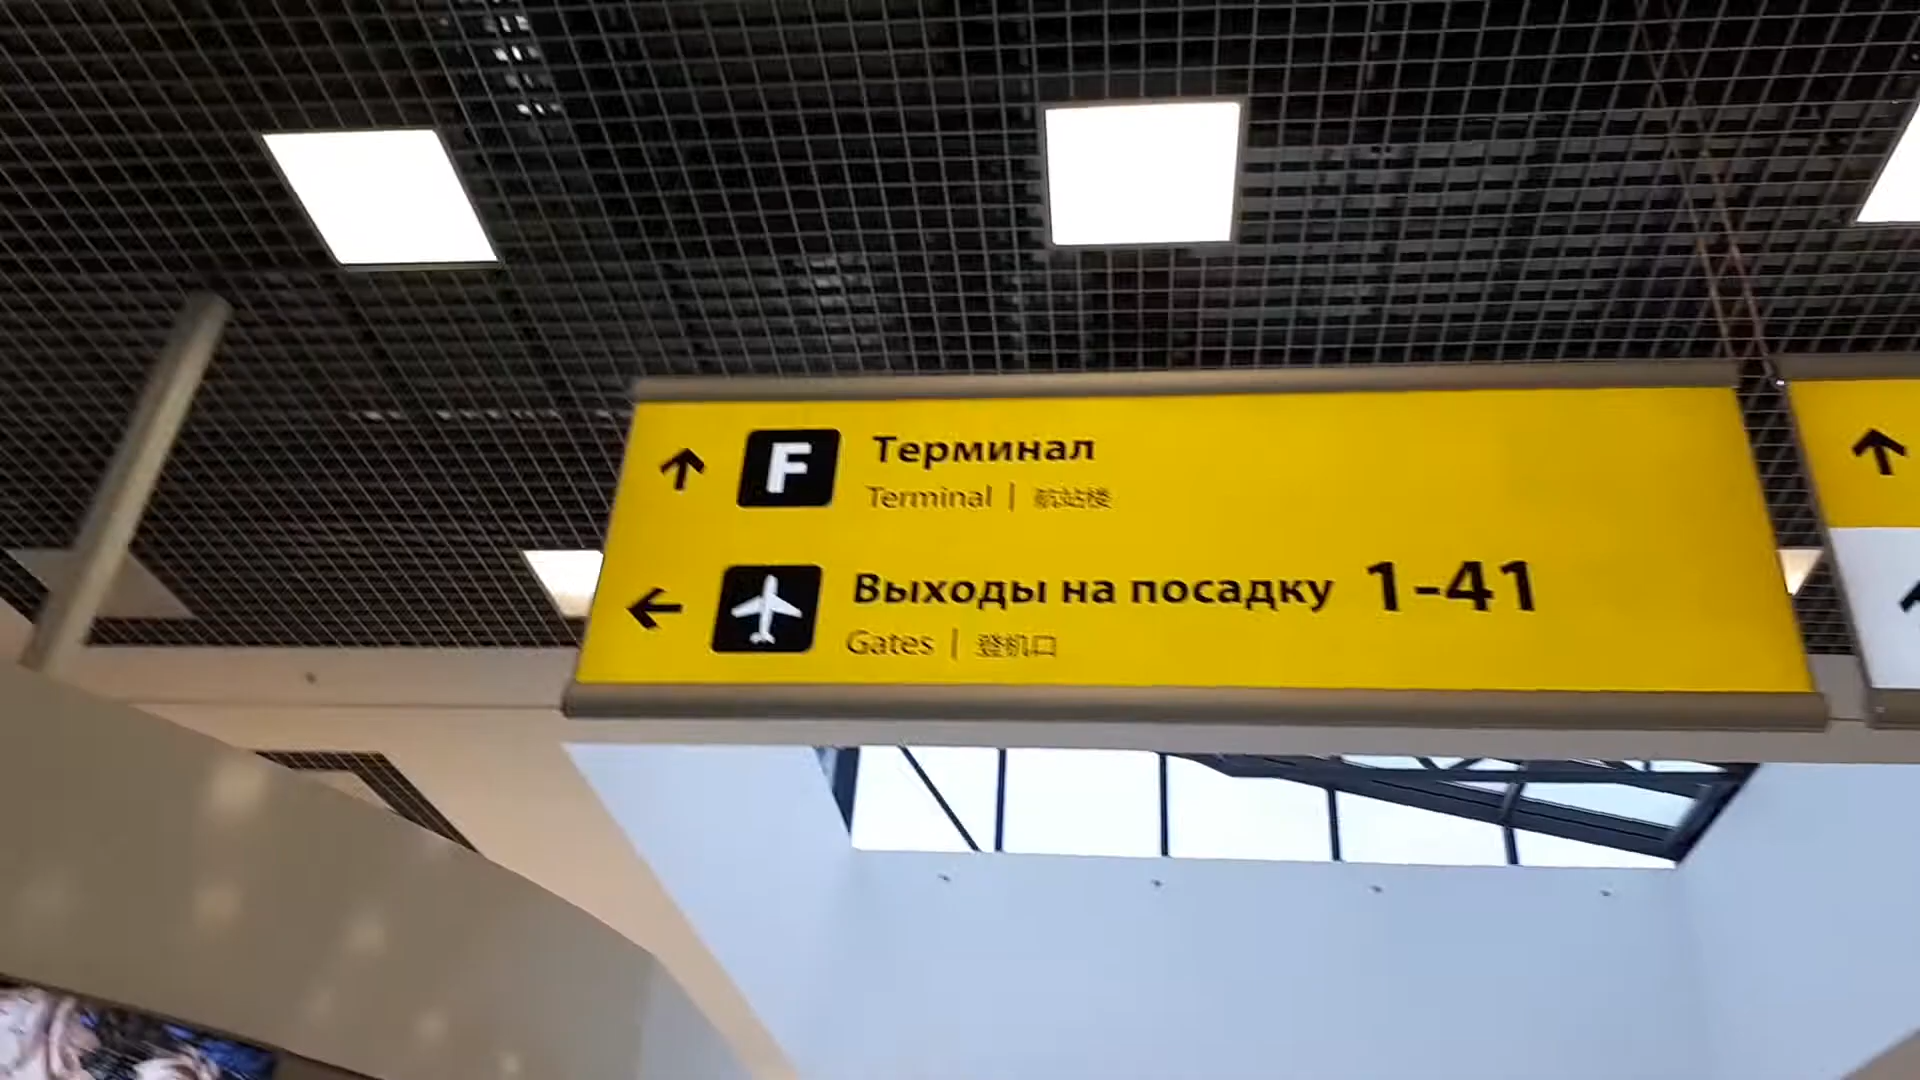 F Терминал
Terminal | 航站楼
Выходы на посадку 1-41
Gates | 登机口